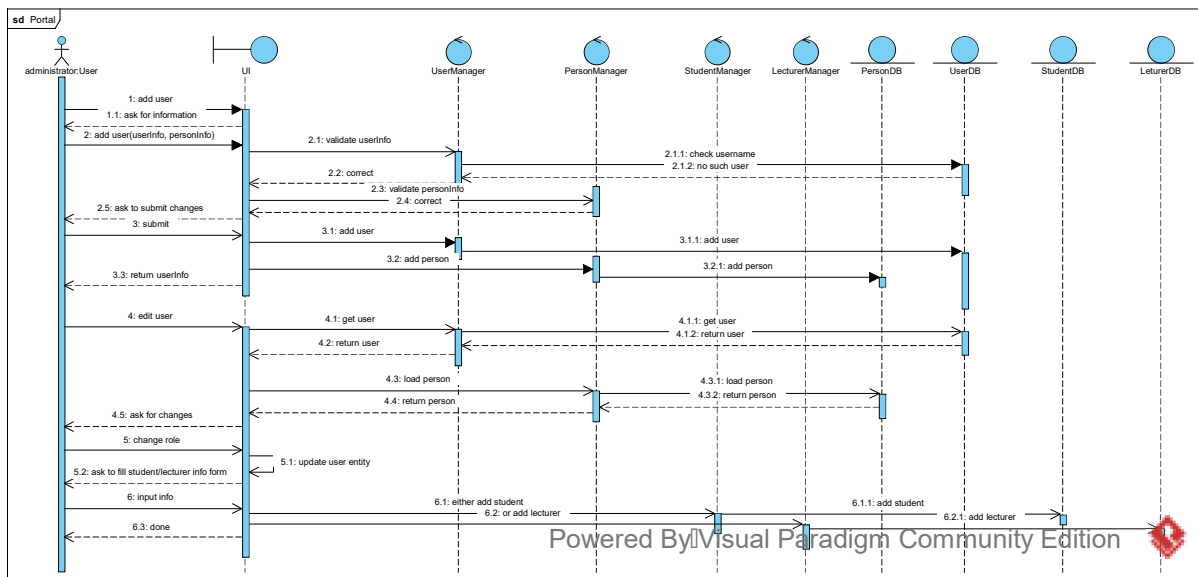 sd Portal
administrator:User
UI
UserManager
PersonManager
StudentManager
LecturerManager
PersonDB
UserDB
StudentDB
LeturerDB
1: add user
1.1: ask for information
2: add user(userInfo, personInfo)
2.1: validate userInfo
2.1.1: check username
2.1.2: no such user
2.2: correct
2.3: validate personInfo
2.4: correct
2.5: ask to submit changes
3: submit
3.1: add user
3.1.1: add user
3.2: add person
3.2.1: add person
3.3: return userInfo
4: edit user
4.1: get user
4.1.1: get user
4.1.2: return user
4.2: return user
4.3: load person
4.3.1: load person
4.3.2: return person
4.4: return person
4.5: ask for changes
5: change role
5.1: update user entity
5.2: ask to fill student/lecturer info form
6: input info
6.1: either add student
6.1.1: add student
6.2: or add lecturer
6.2.1: add lecturer
6.3: done
Powered By Visual Paradigm Community Edition